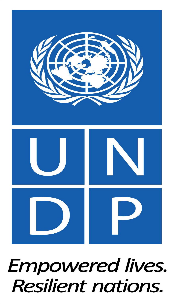 U N
D P
Empowered lives.
Resilient nations.